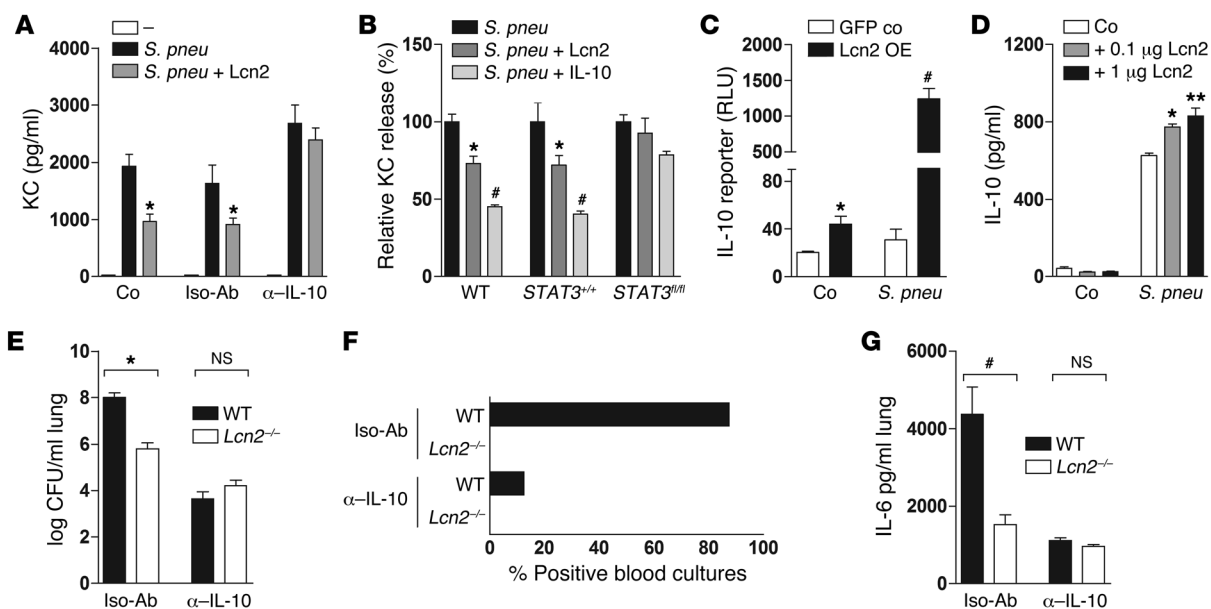 A
–
S. pneu
S. pneu + Lcn2
KC (pg/ml)
4000
3000
2000
1000
0
*
*
Co
Iso-Ab
α–IL-10
B
S. pneu
S. pneu + Lcn2
S. pneu + IL-10
Relative KC release (%)
150
100
50
0
*
#
*
#
WT
STAT3+/+
STAT3fl/fl
C
GFP co
Lcn2 OE
IL-10 reporter (RLU)
2000
1500
1000
500
80
40
0
*
#
Co
S. pneu
D
Co
+ 0.1 μg Lcn2
+ 1 μg Lcn2
IL-10 (pg/ml)
1200
800
400
0
*
**
Co
S. pneu
E
log CFU/ml lung
10
8
6
4
2
0
*
NS
WT
Lcn2–/–
Iso-Ab
α–IL-10
F
Iso-Ab
WT
Lcn2–/–
α–IL-10
WT
Lcn2–/–
0 20 40 60 80 100
% Positive blood cultures
G
IL-6 pg/ml lung
6000
4000
2000
0
#
NS
WT
Lcn2–/–
Iso-Ab
α–IL-10